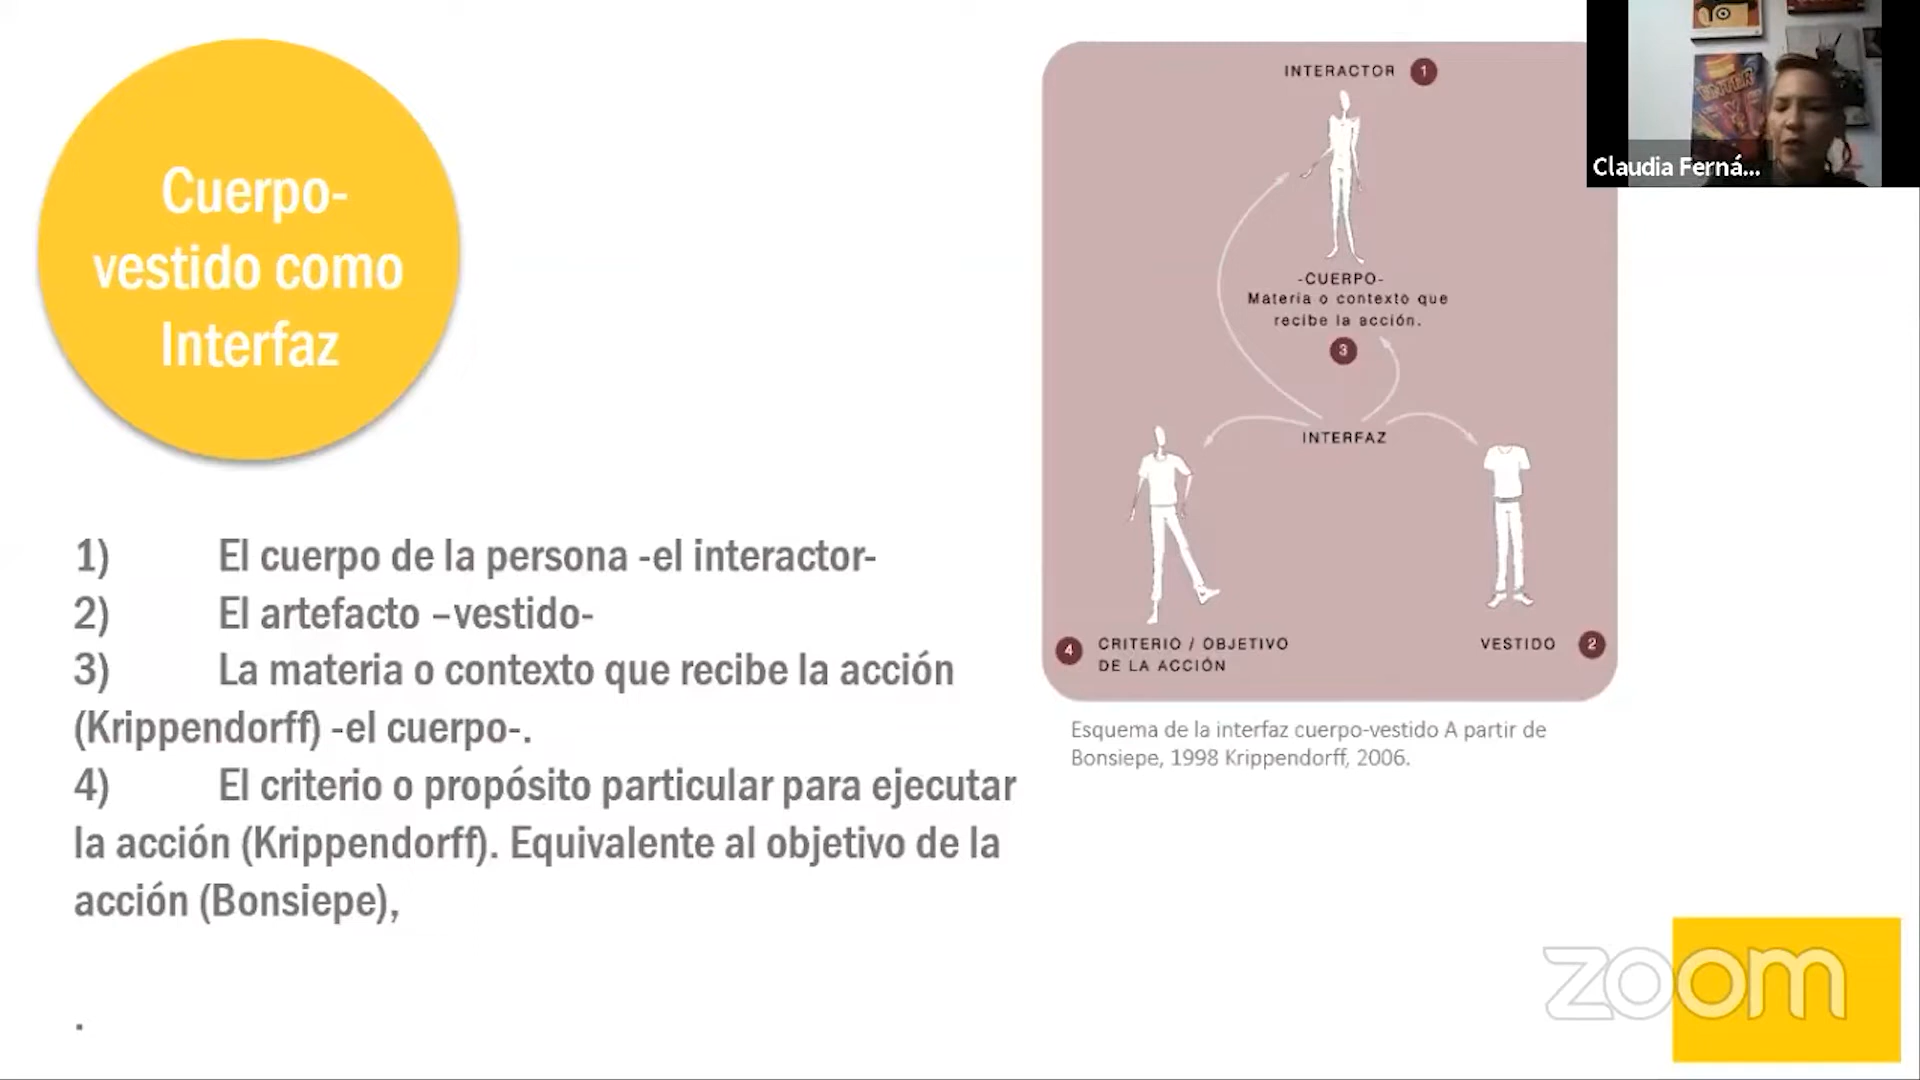 Cuerpo-
vestido como
Interfaz
1) El cuerpo de la persona -el interactor-
2) El artefacto –vestido-
3) La materia o contexto que recibe la acción
(Krippendorff) -el cuerpo-.
4) El criterio o propósito particular para ejecutar
la acción (Krippendorff). Equivalente al objetivo de la
acción (Bonsiepe),
.
INTERACTOR 1
-CUERPO-
Materia o contexto que
recibe la acción.
3
INTERFAZ
4 CRITERIO / OBJETIVO
DE LA ACCIÓN
VESTIDO 2
Esquema de la interfaz cuerpo-vestido A partir de
Bonsiepe, 1998 Krippendorff, 2006.
Claudia Ferná...
zoom